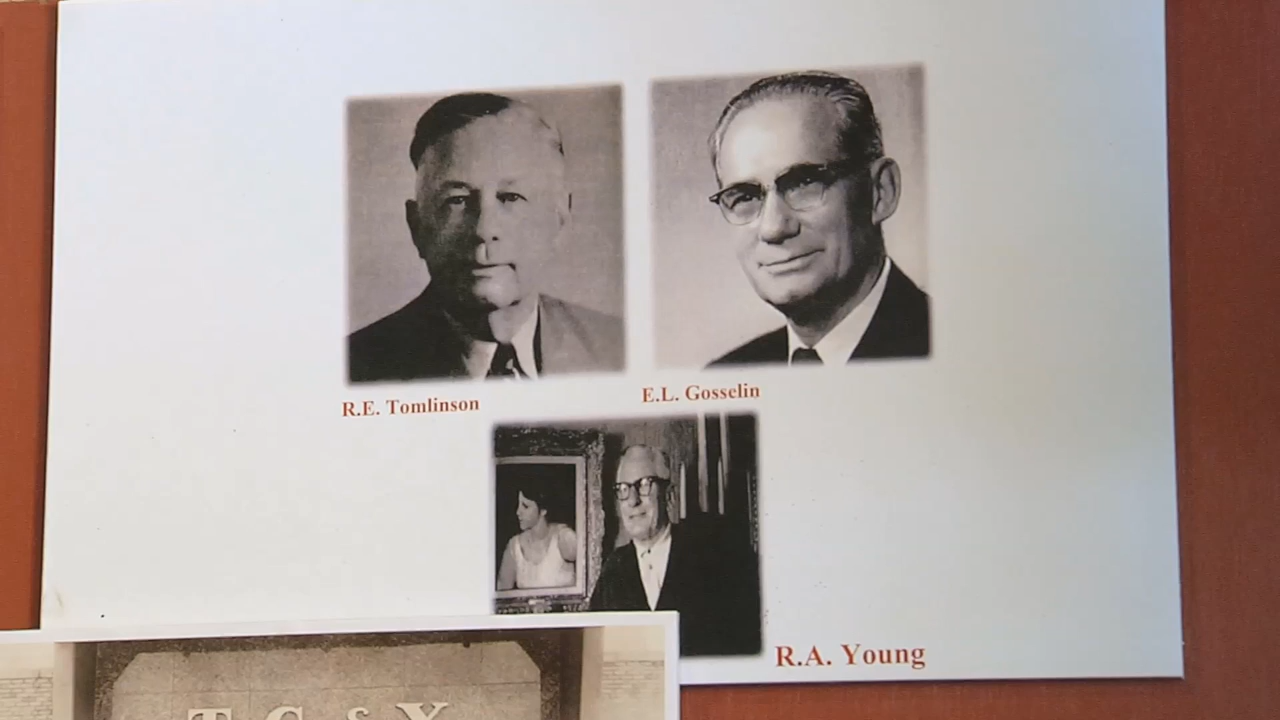 R.E. Tomlinson
E.L. Gosselin
R.A. Young
T G & Y